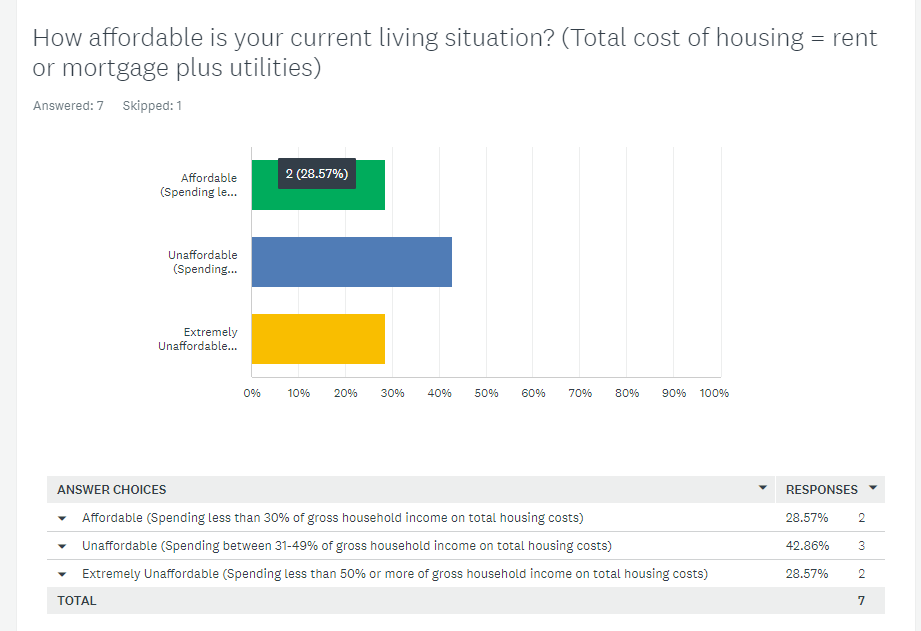 How affordable is your current living situation? (Total cost of housing = rent
or mortgage plus utilities)
Answered: 7 Skipped: 1
Affordable
(Spending le...
2 (28.57%)
Unaffordable
(Spending...
Extremely
Unaffordable...
0% 10% 20% 30% 40% 50% 60% 70% 80% 90% 100%
ANSWER CHOICES RESPONSES
Affordable (Spending less than 30% of gross household income on total housing costs) 28.57% 2
Unaffordable (Spending between 31-49% of gross household income on total housing costs) 42.86% 3
Extremely Unaffordable (Spending less than 50% or more of gross household income on total housing costs) 28.57% 2
TOTAL 7